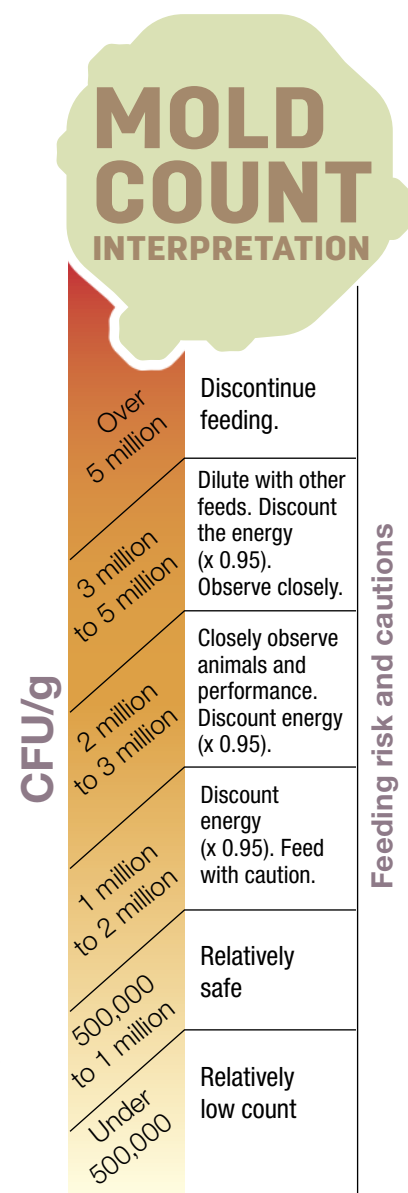 MOLD
COUNT
INTERPRETATION
CFU/g
Feeding risk and cautions
Over
5 million
Discontinue
feeding.
3 million
to 5 million
Dilute with other
feeds. Discount
the energy
(x 0.95).
Observe closely.
2 million
to 3 million
Closely observe
animals and
performance.
Discount energy
(x 0.95).
1 million
to 2 million
Discount
energy
(x 0.95). Feed
with caution.
500,000
to 1 million
Relatively
safe
Under
500,000
Relatively
low count